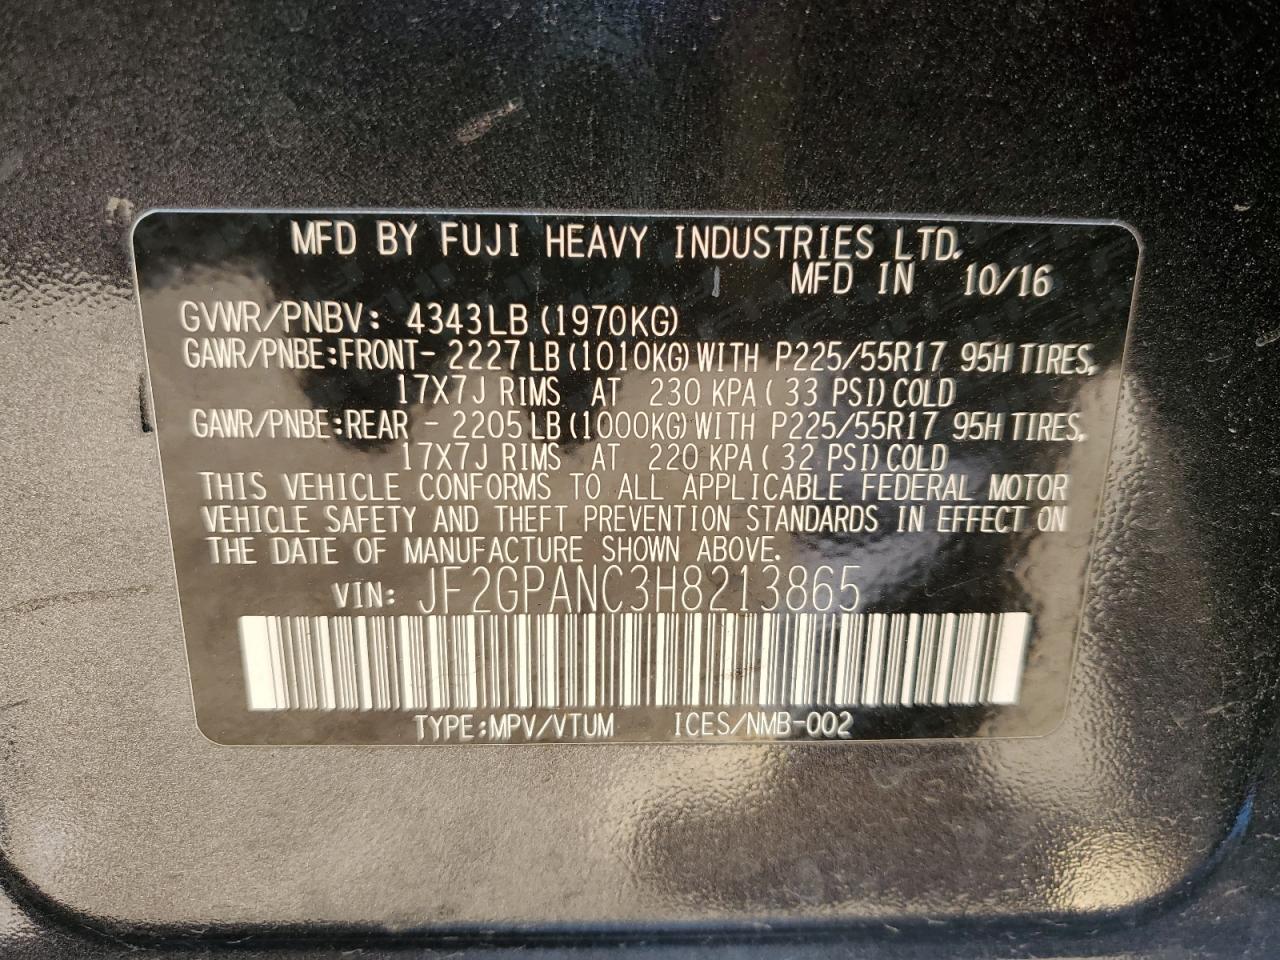 MFD BY FUJI HEAVY INDUSTRIES LTD.
MFD IN 10/16
GVWR/PNBV: 4343LB (1970KG)
GAWR/PNBE:FRONT- 2227 LB (1010KG) WITH P225/55R17 95H TIRES,
17X7J RIMS AT 230 KPA ( 33 PSI) COLD
GAWR/PNBE:REAR - 2205 LB (1000KG) WITH P225/55R17 95H TIRES,
17X7J RIMS AT 220 KPA ( 32 PSI) COLD
THIS VEHICLE CONFORMS TO ALL APPLICABLE FEDERAL MOTOR
VEHICLE SAFETY AND THEFT PREVENTION STANDARDS IN EFFECT ON
THE DATE OF MANUFACTURE SHOWN ABOVE.
VIN: JF2GPANC3H8213865
TYPE:MPV/VTUM ICES/NMB-002